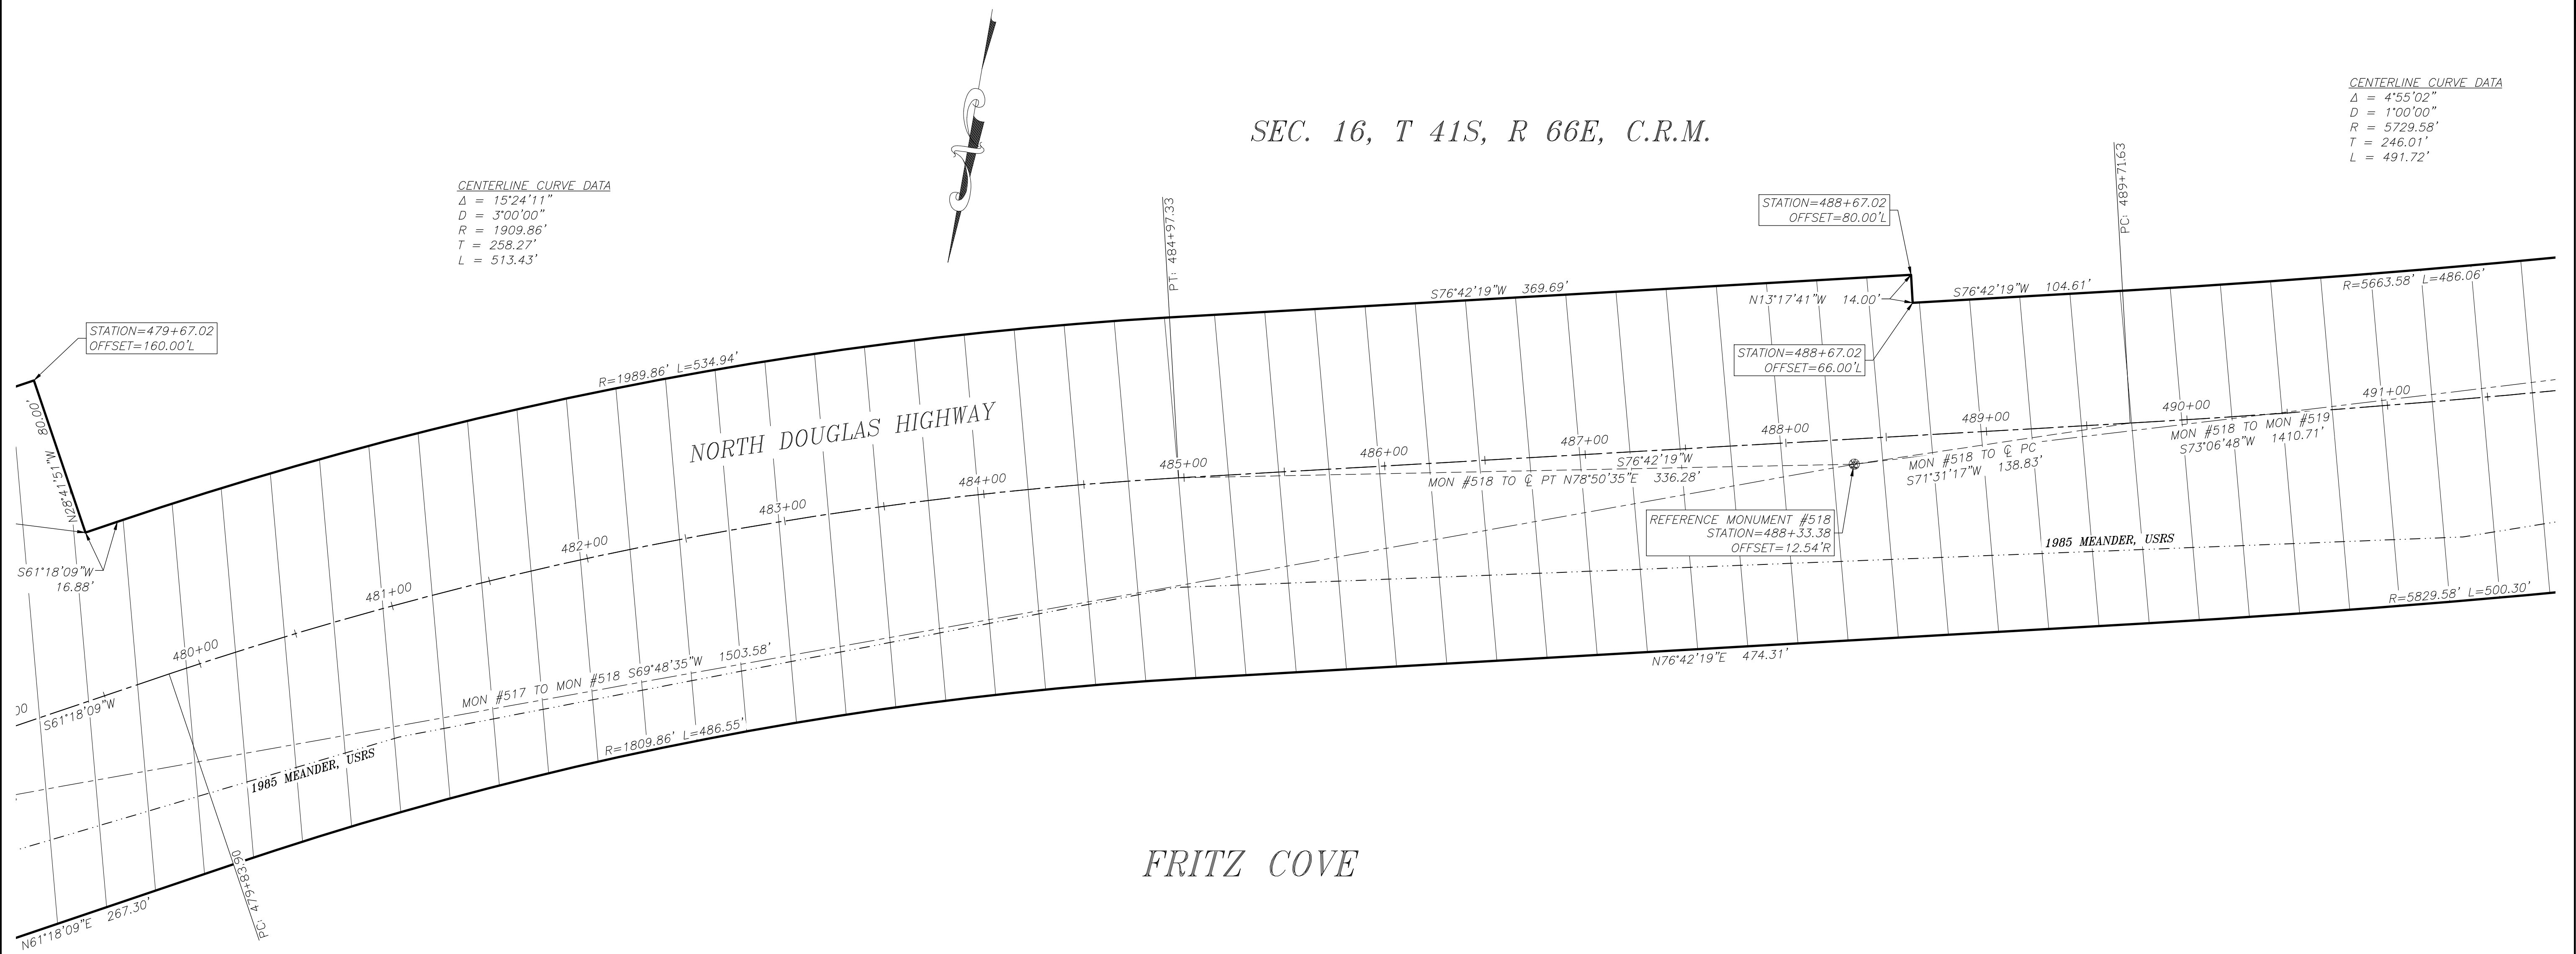 SEC. 16, T 41S, R 66E, C.R.M.
CENTERLINE CURVE DATA
Δ = 4°55'02"
D = 1°00'00"
R = 5729.58'
T = 246.01'
L = 491.72'
CENTERLINE CURVE DATA
Δ = 15°24'11"
D = 3°00'00"
R = 1909.86'
T = 258.27'
L = 513.43'
PT: 484+97.33
PC: 489+71.63
STATION=488+67.02
OFFSET=80.00'L
S76°42'19"W 369.69'
N13°17'41"W 14.00'
S76°42'19"W 104.61'
R=5663.58' L=486.06'
STATION=479+67.02
OFFSET=160.00'L
N28°41'51"W 80.00'
R=1989.86' L=534.94'
STATION=488+67.02
OFFSET=66.00'L
NORTH DOUGLAS HIGHWAY
S61°18'09"W
16.88'
00
480+00
481+00
482+00
483+00
484+00
485+00
486+00
487+00
488+00
489+00
490+00
491+00
S61°18'09"W
S76°42'19"W
MON #518 TO ℄ PT N78°50'35"E 336.28'
MON #518 TO ℄ PC
S71°31'17"W 138.83'
MON #518 TO MON #519
S73°06'48"W 1410.71'
REFERENCE MONUMENT #518
STATION=488+33.38
OFFSET=12.54'R
1985 MEANDER, USRS
MON #517 TO MON #518 S69°48'35"W 1503.58'
1985 MEANDER, USRS
R=1809.86' L=486.55'
N76°42'19"E 474.31'
R=5829.58' L=500.30'
PC: 479+83.90
N61°18'09"E 267.30'
FRITZ COVE